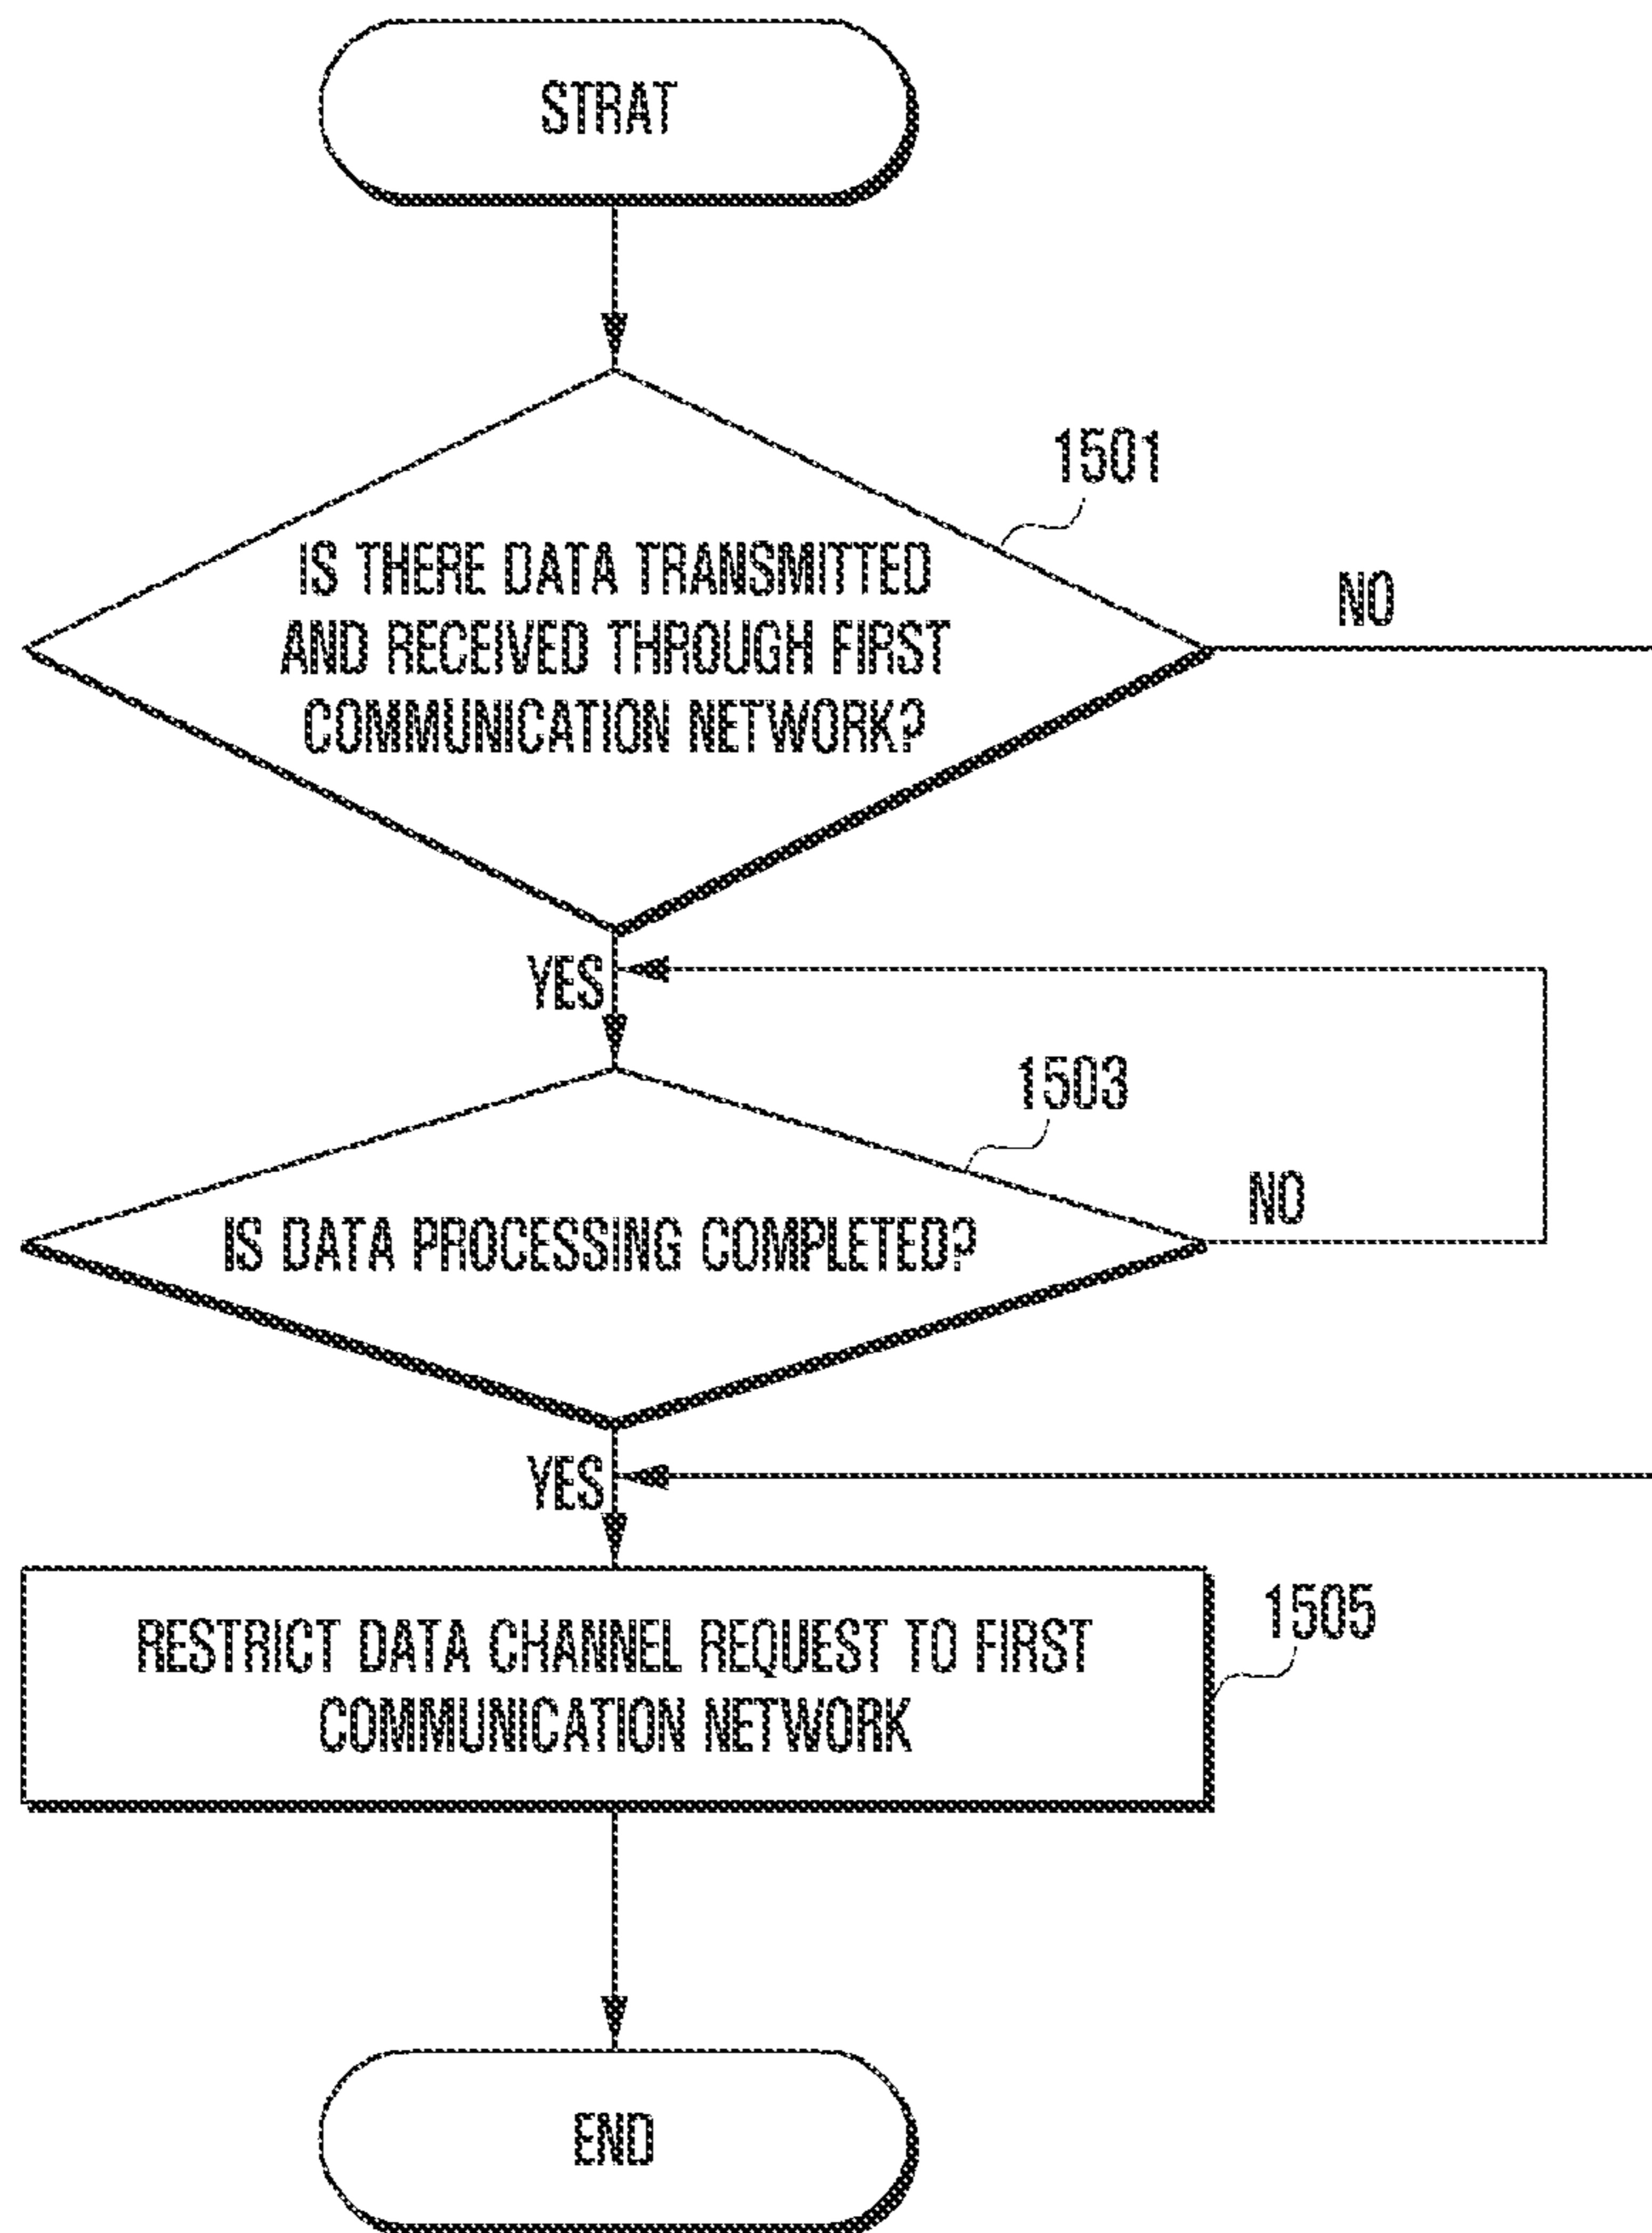 STRAT
1501
IS THERE DATA TRANSMITTED
AND RECEIVED THROUGH FIRST
COMMUNICATION NETWORK?
NO
YES
1503
IS DATA PROCESSING COMPLETED?
NO
YES
RESTRICT DATA CHANNEL REQUEST TO FIRST
COMMUNICATION NETWORK
1505
END